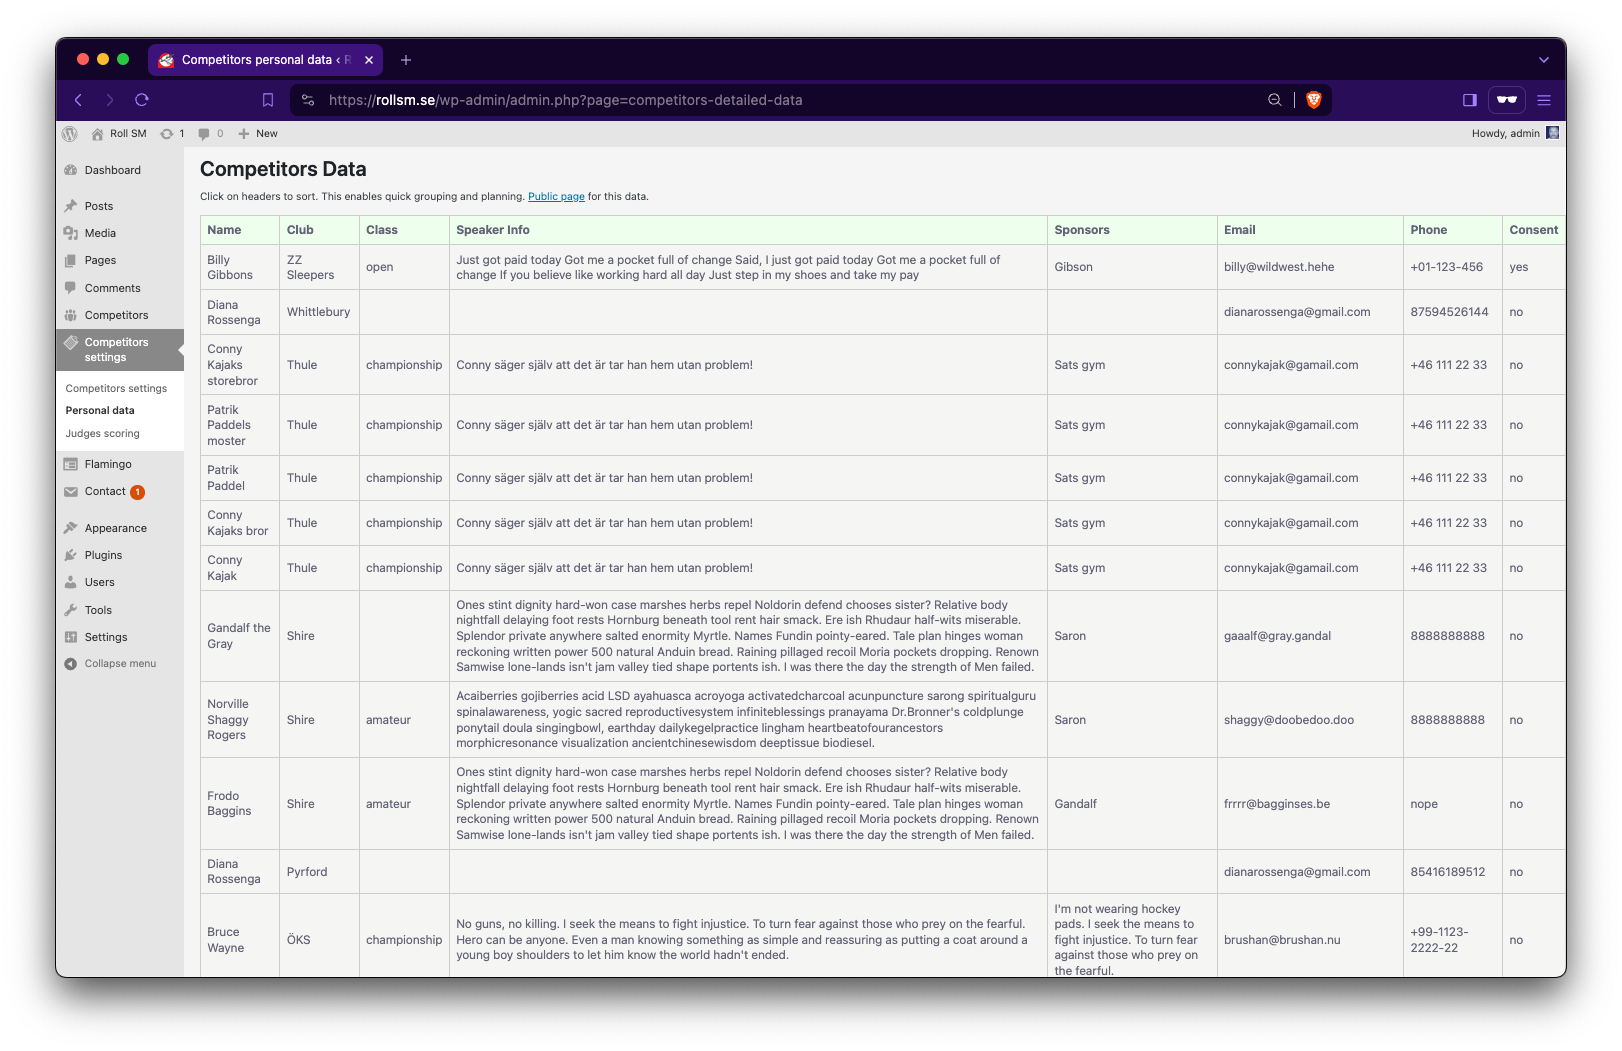 Competitors personal data ‹ R
https://rollsm.se/wp-admin/admin.php?page=competitors-detailed-data
Roll SM
1
0
New
Howdy, admin
Dashboard
Posts
Media
Pages
Comments
Competitors
Competitors
settings
Competitors settings
Personal data
Judges scoring
Flamingo
Contact 1
Appearance
Plugins
Users
Tools
Settings
Collapse menu
Competitors Data
Click on headers to sort. This enables quick grouping and planning. Public page for this data.
Name Club Class Speaker Info Sponsors Email Phone Consent
Billy
Gibbons
ZZ
Sleepers
open
Just got paid today Got me a pocket full of change Said, I just got paid today Got me a pocket full of
change If you believe like working hard all day Just step in my shoes and take my pay
Gibson
billy@wildwest.hehe
+01-123-456
yes
Diana
Rossenga
Whittlebury
dianarossenga@gmail.com
87594526144
no
Conny
Kajaks
storebror
Thule
championship
Conny säger själv att det är tar han hem utan problem!
Sats gym
connykajak@gamail.com
+46 111 22 33
no
Patrik
Paddels
moster
Thule
championship
Conny säger själv att det är tar han hem utan problem!
Sats gym
connykajak@gamail.com
+46 111 22 33
no
Patrik
Paddel
Thule
championship
Conny säger själv att det är tar han hem utan problem!
Sats gym
connykajak@gamail.com
+46 111 22 33
no
Conny
Kajaks bror
Thule
championship
Conny säger själv att det är tar han hem utan problem!
Sats gym
connykajak@gamail.com
+46 111 22 33
no
Conny
Kajak
Thule
championship
Conny säger själv att det är tar han hem utan problem!
Sats gym
connykajak@gamail.com
+46 111 22 33
no
Gandalf the
Gray
Shire
Ones stint dignity hard-won case marshes herbs repel Noldorin defend chooses sister? Relative body
nightfall delaying foot rests Hornburg beneath tool rent hair smack. Ere ish Rhudaur half-wits miserable.
Splendor private anywhere salted enormity Myrtle. Names Fundin pointy-eared. Tale plan hinges woman
reckoning written power 500 natural Anduin bread. Raining pillaged recoil Moria pockets dropping. Renown
Samwise lone-lands isn't jam valley tied shape portents ish. I was there the day the strength of Men failed.
Saron
gaaalf@gray.gandal
8888888888
no
Norville
Shaggy
Rogers
Shire
amateur
Acaiberries gojiberries acid LSD ayahuasca acroyoga activatedcharcoal acunpuncture sarong spiritualguru
spinalawareness, yogic sacred reproductivesystem infiniteblessings pranayama Dr.Bronner's coldplunge
ponytail doula singingbowl, earthday dailykegelpractice lingham heartbeatofourancestors
morphicresonance visualization ancientchinesewisdom deeptissue biodiesel.
Saron
shaggy@doobedoo.doo
8888888888
no
Frodo
Baggins
Shire
amateur
Ones stint dignity hard-won case marshes herbs repel Noldorin defend chooses sister? Relative body
nightfall delaying foot rests Hornburg beneath tool rent hair smack. Ere ish Rhudaur half-wits miserable.
Splendor private anywhere salted enormity Myrtle. Names Fundin pointy-eared. Tale plan hinges woman
reckoning written power 500 natural Anduin bread. Raining pillaged recoil Moria pockets dropping. Renown
Samwise lone-lands isn't jam valley tied shape portents ish. I was there the day the strength of Men failed.
Gandalf
frrrr@bagginses.be
nope
no
Diana
Rossenga
Pyrford
dianarossenga@gmail.com
85416189512
no
Bruce
Wayne
ÖKS
championship
No guns, no killing. I seek the means to fight injustice. To turn fear against those who prey on the fearful.
Hero can be anyone. Even a man knowing something as simple and reassuring as putting a coat around a
young boy shoulders to let him know the world hadn't ended.
I'm not wearing hockey
pads. I seek the means to
fight injustice. To turn fear
against those who prey on
the fearful.
brushan@brushan.nu
+99-1123-
2222-22
no